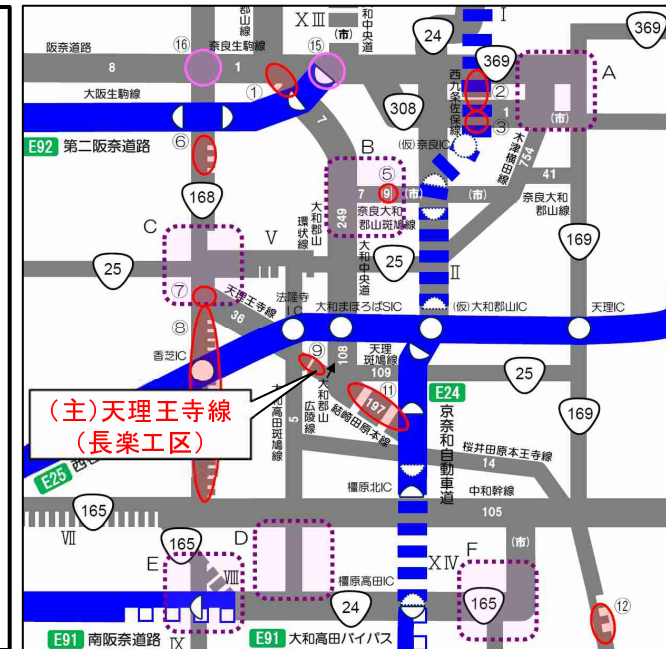 郡山線
XⅢ
和中央道
(市)
24
I
369
369
⑯
阪奈道路
8
1
奈良生駒線
⑮
A
②
西九条佐保線
1
③
(市)
308
大阪生駒線
①
7
E92 第二阪奈道路
⑥
(仮)奈良IC
木津横田線
754
B
⑤
7
9
(市)
(市)
41
奈良大和郡山斑鳩線
奈良大和郡山線
168
C
大和郡山環状線
249
大和中央道
V
25
25
Ⅱ
169
⑦
天理王寺線
36
法隆寺IC
大和まほろばSIC
(仮)大和郡山IC
天理IC
⑧
香芝IC
⑨
108
天理斑鳩線
109
25
(主)天理王寺線
(長楽工区)
大和郡山広陵線
⑪
197
結崎田原本線
E24
京奈和自動車道
169
大和高田斑鳩線
5
桜井田原本王寺線
14
E25
橿原北IC
中和幹線
105
165
Ⅶ
165
D
(市)
E
Ⅷ
XⅣ
F
橿原高田IC
24
165
⑫
E91 南阪奈道路
Ⅸ
E91 大和高田バイパス